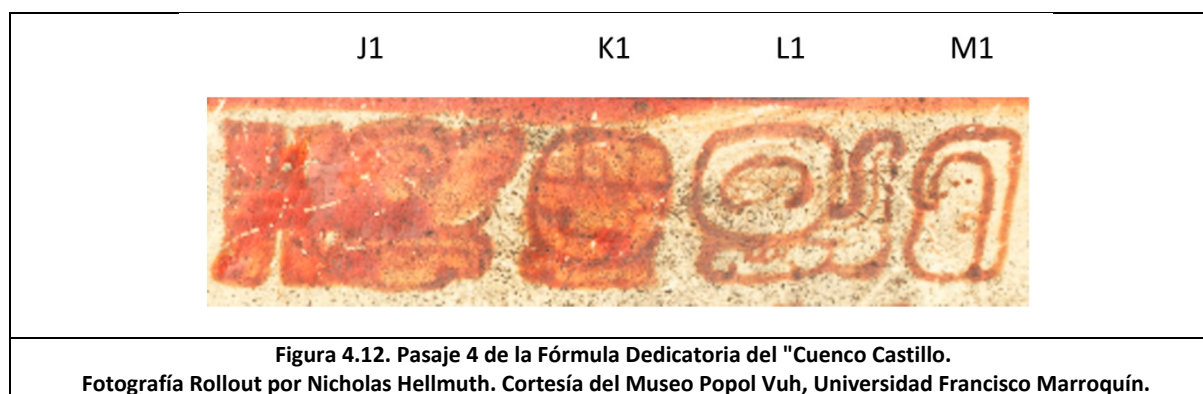 J1 K1 L1 M1
Figura 4.12. Pasaje 4 de la Fórmula Dedicatoria del "Cuenco Castillo.
Fotografía Rollout por Nicholas Hellmuth. Cortesía del Museo Popol Vuh, Universidad Francisco Marroquín.